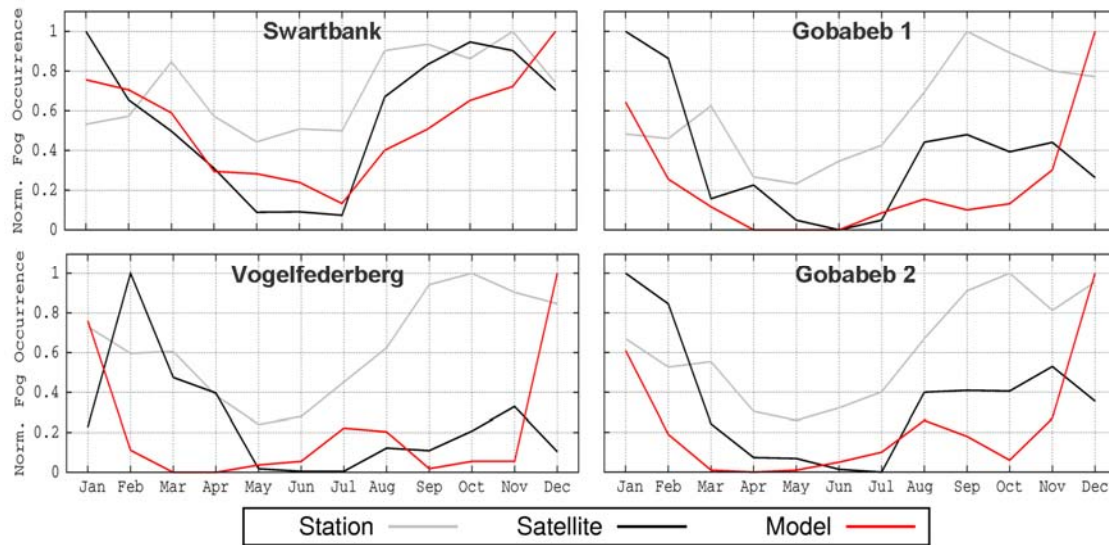 Swartbank
Gobabeb 1
Norm. Fog Occurrence
1
0.8
0.6
0.4
0.2
0
Vogelfederberg
Gobabeb 2
Norm. Fog Occurrence
1
0.8
0.6
0.4
0.2
0
Jan Feb Mar Apr May Jun Jul Aug Sep Oct Nov Dec
Jan Feb Mar Apr May Jun Jul Aug Sep Oct Nov Dec
Station Satellite Model